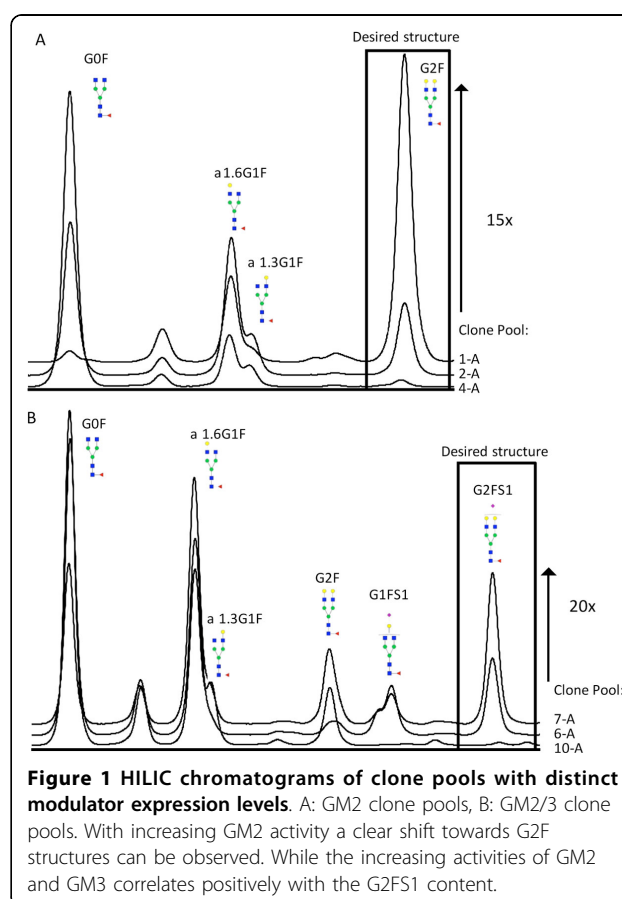 A
Desired structure
G0F
G2F
a1.6G1F
a 1.3G1F
15x
Clone Pool:
1-A
2-A
4-A
B
Desired structure
G0F
a 1.6G1F
G2FS1
G2F
G1FS1
a 1.3G1F
20x
Clone Pool:
7-A
6-A
10-A
Figure 1 HILIC chromatograms of clone pools with distinct
modulator expression levels. A: GM2 clone pools, B: GM2/3 clone
pools. With increasing GM2 activity a clear shift towards G2F
structures can be observed. While the increasing activities of GM2
and GM3 correlates positively with the G2FS1 content.